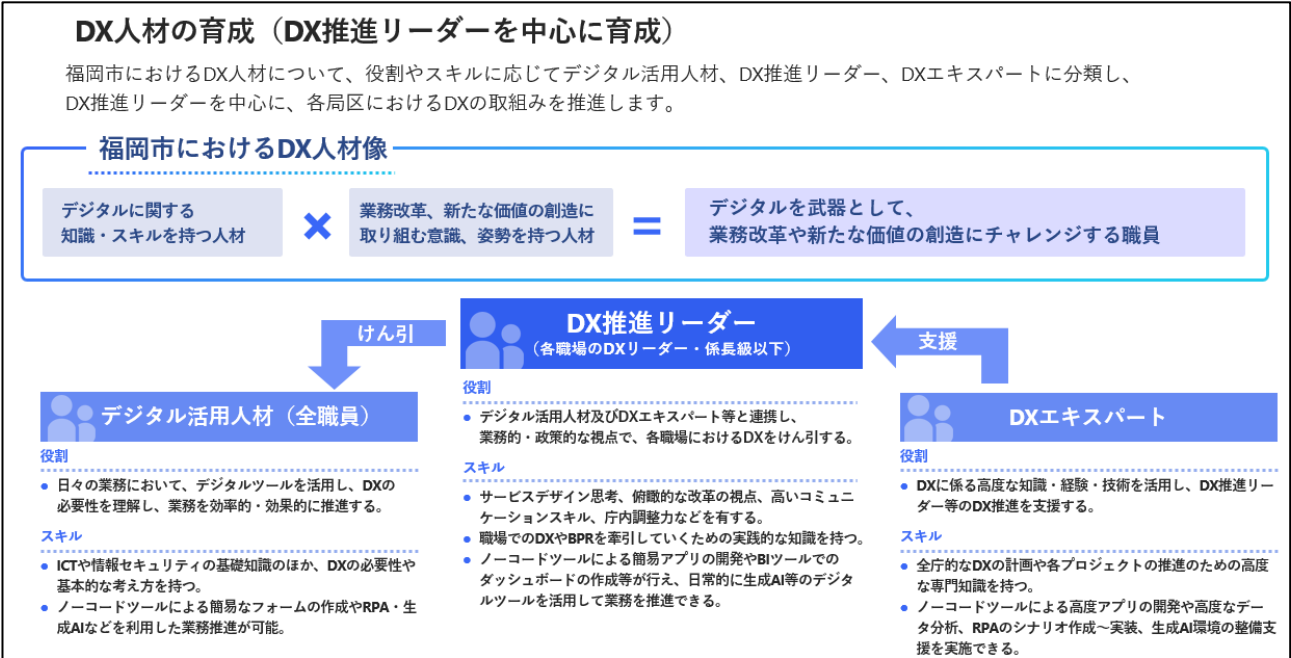 DX人材の育成（DX推進リーダーを中心に育成）
福岡市におけるDX人材について、役割やスキルに応じてデジタル活用人材、DX推進リーダー、DXエキスパートに分類し、
DX推進リーダーを中心に、各局区におけるDXの取組みを推進します。
福岡市におけるDX人材像
デジタルに関する
知識・スキルを持つ人材
×
業務改革、新たな価値の創造に
取り組む意識、姿勢を持つ人材
=
デジタルを武器として、
業務改革や新たな価値の創造にチャレンジする職員
けん引
DX推進リーダー
（各職場のDXリーダー・係長級以下）
支援
デジタル活用人材（全職員）
役割
● 日々の業務において、デジタルツールを活用し、DXの
必要性を理解し、業務を効率的・効果的に推進する。
スキル
● ICTや情報セキュリティの基礎知識のほか、DXの必要性や
基本的な考え方を持つ。
● ノーコードツールによる簡易なフォームの作成やRPA・生
成AIなどを利用した業務推進が可能。
役割
● デジタル活用人材及びDXエキスパート等と連携し、
業務的・政策的な視点で、各職場におけるDXをけん引する。
スキル
● サービスデザイン思考、俯瞰的な改革の視点、高いコミュニ
ケーションスキル、庁内調整力などを有する。
● 職場でのDXやBPRを牽引していくための実践的な知識を持つ。
● ノーコードツールによる簡易アプリの開発やBIツールでの
ダッシュボードの作成等が行え、日常的に生成AI等のデジタ
ルツールを活用して業務を推進できる。
DXエキスパート
役割
● DXに係る高度な知識・経験・技術を活用し、DX推進リー
ダー等のDX推進を支援する。
スキル
● 全庁的なDXの計画や各プロジェクトの推進のための高度
な専門知識を持つ。
● ノーコードツールによる高度アプリの開発や高度なデー
タ分析、RPAのシナリオ作成～実装、生成AI環境の整備支
援を実施できる。